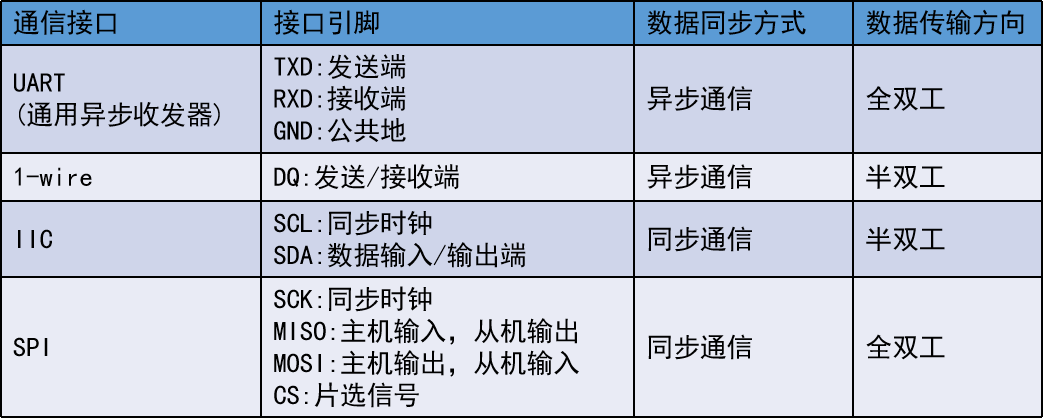 通信接口 接口引脚 数据同步方式 数据传输方向
UART
(通用异步收发器)
TXD:发送端
RXD:接收端
GND:公共地
异步通信
全双工
1-wire
DQ:发送/接收端
异步通信
半双工
IIC
SCL:同步时钟
SDA:数据输入/输出端
同步通信
半双工
SPI
SCK:同步时钟
MISO:主机输入，从机输出
MOSI:主机输出，从机输入
CS:片选信号
同步通信
全双工